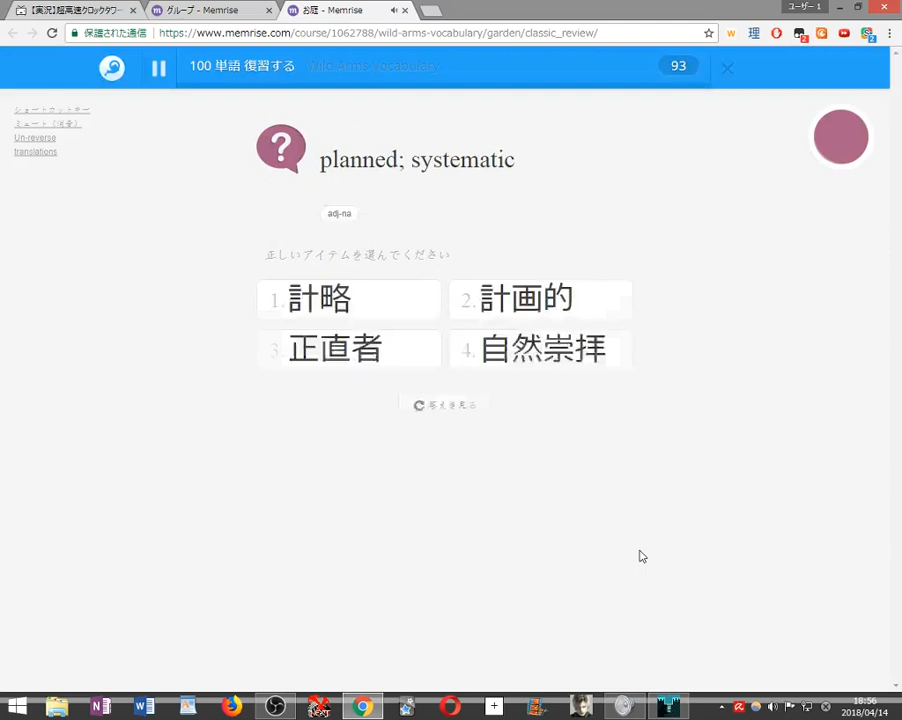 【実況】超高速クロックタワー
グループ - Memrise
お庭 - Memrise
ユーザー 1
保護された通信
https://www.memrise.com/course/1062788/wild-arms-vocabulary/garden/classic_review/
100 単語 復習する
Wild Arms Vocabulary
93
ショートカットキー
ミュート（消音）
Un-reverse
translations
planned; systematic
adj-na
正しいアイテムを選んでください
1. 計略
2. 計画的
3. 正直者
4. 自然崇拝
答えを見る
18:56
2018/04/14